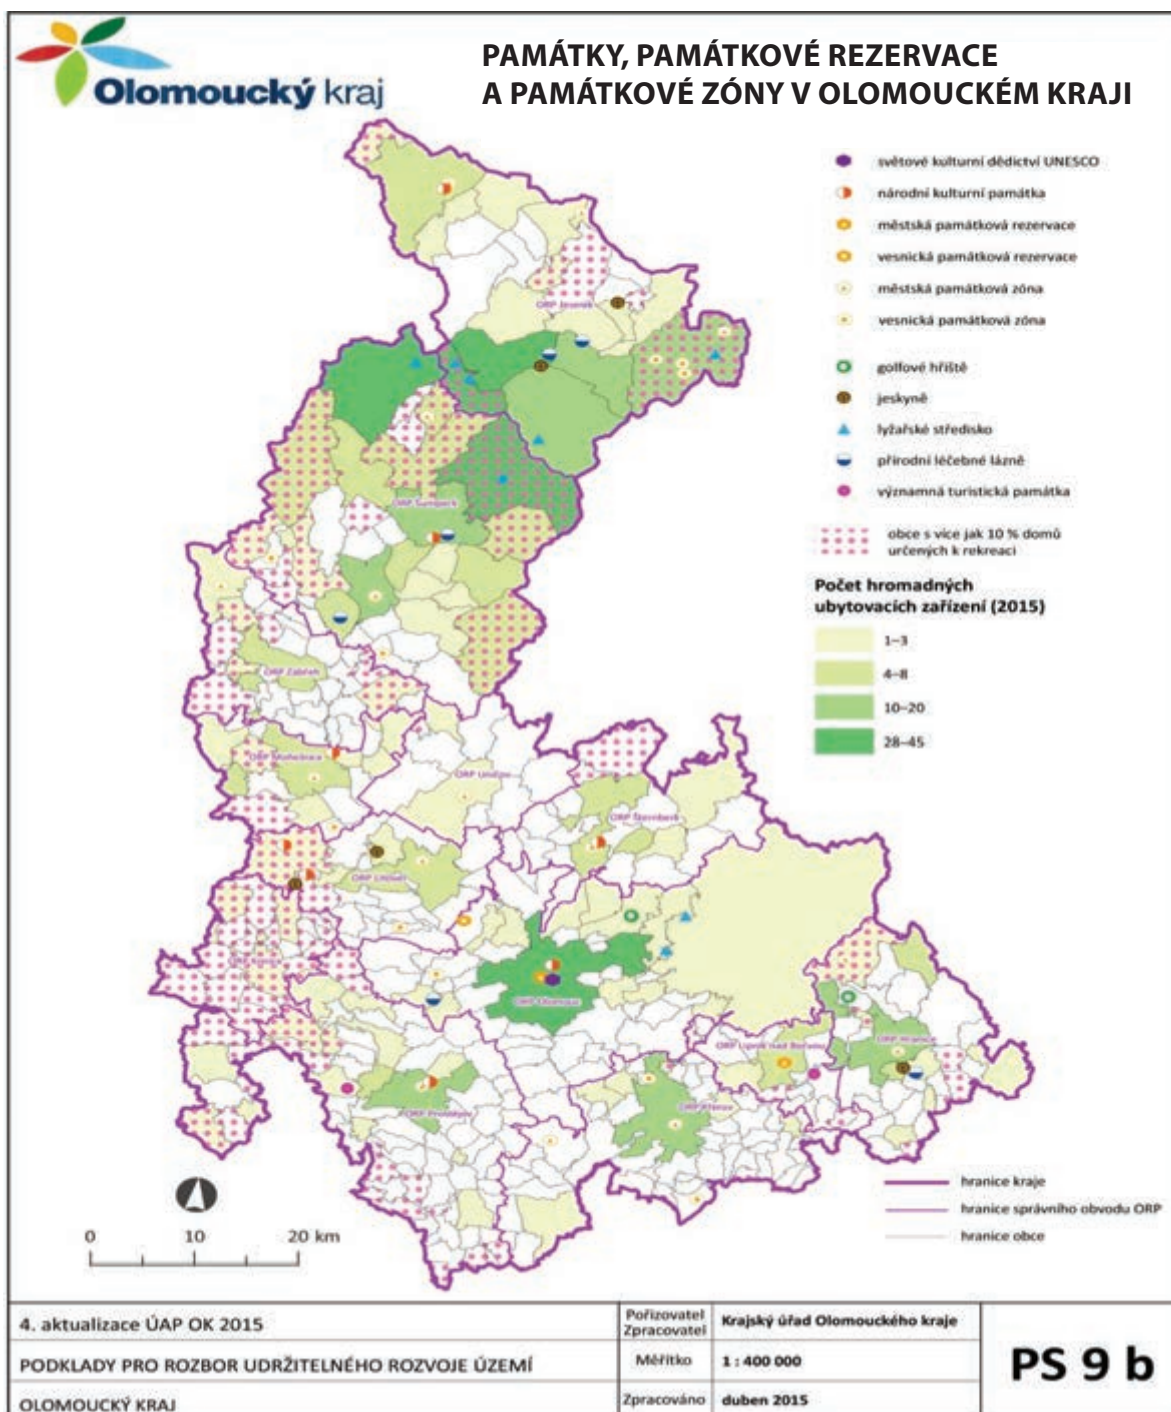 Olomoucký kraj
PAMÁTKY, PAMÁTKOVÉ REZERVACE
A PAMÁTKOVÉ ZÓNY V OLOMOUCKÉM KRAJI
světové kulturní dědictví UNESCO
národní kulturní památka
městská památková rezervace
vesnická památková rezervace
městská památková zóna
vesnická památková zóna
golfové hřiště
jeskyně
lyžařské středisko
přírodní léčebné lázně
významná turistická památka
obce s více jak 10 % domů
určených k rekreaci
Počet hromadných
ubytovacích zařízení (2015)
1–3
4–8
10–20
28–45
ORP Jeseník
ORP Šumperk
ORP Zábřeh
ORP Mohelnice
ORP Uničov
ORP Šternberk
ORP Litovel
ORP Konice
ORP Olomouc
ORP Lipník nad Bečvou
ORP Hranice
ORP Prostějov
ORP Přerov
hranice kraje
hranice správního obvodu ORP
hranice obce
0 10 20 km
4. aktualizace ÚAP OK 2015
PODKLADY PRO ROZBOR UDRŽITELNÉHO ROZVOJE ÚZEMÍ
OLOMOUCKÝ KRAJ
Pořizovatel
Zpracovatel
Krajský úřad Olomouckého kraje
Měřítko 1 : 400 000
Zpracováno duben 2015
PS 9 b